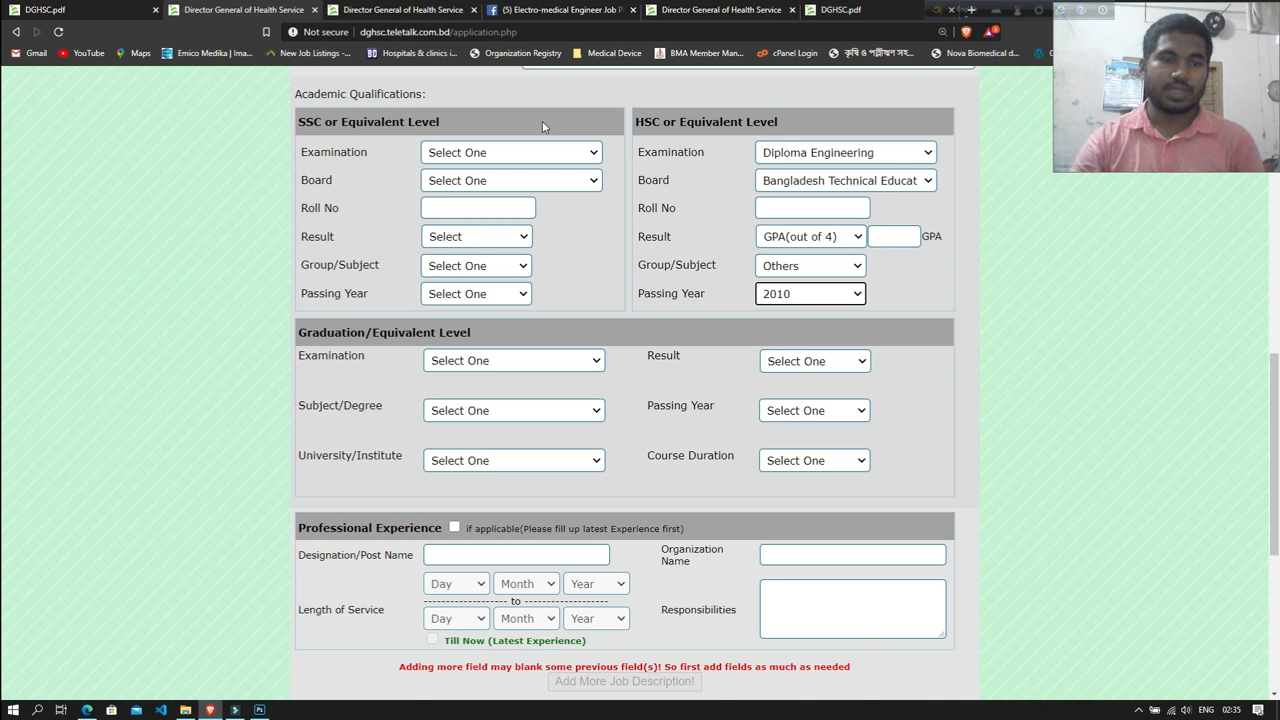 DGHSC.pdf
Director General of Health Service
Director General of Health Service
(5) Electro-medical Engineer Job P
Director General of Health Service
DGHSC.pdf
Not secure
dghsc.teletalk.com.bd/application.php
Gmail
YouTube
Maps
Emico Medika | Ima...
New Job Listings -...
Hospitals & clinics i...
Organization
Medical Device
BMA Member Man...
cPanel Login
কৃষি ও
Nova Biomedical d...
Academic Qualifications:
SSC or Equivalent Level
HSC or Equivalent Level
Examination
Select One
Examination
Diploma Engineering
Board
Select One
Board
Bangladesh Technical Educat
Roll No
Roll No
Result
Select
Result
GPA(out of 4)
GPA
Group/Subject
Select One
Group/Subject
Others
Passing Year
Select One
Passing Year
2010
Graduation/Equivalent Level
Examination
Select One
Result
Select One
Subject/Degree
Select One
Passing Year
Select One
University/Institute
Select One
Course Duration
Select One
Professional Experience
if applicable(Please fill up latest Experience first)
Designation/Post Name
Organization
Name
Day
Month
Year
------------------- to -------------------
Length of Service
Responsibilities
Day
Month
Year
Till Now (Latest Experience)
Adding more field may blank some previous field(s)! So first add fields as much as needed
Add More Job Description!
ENG
02:35